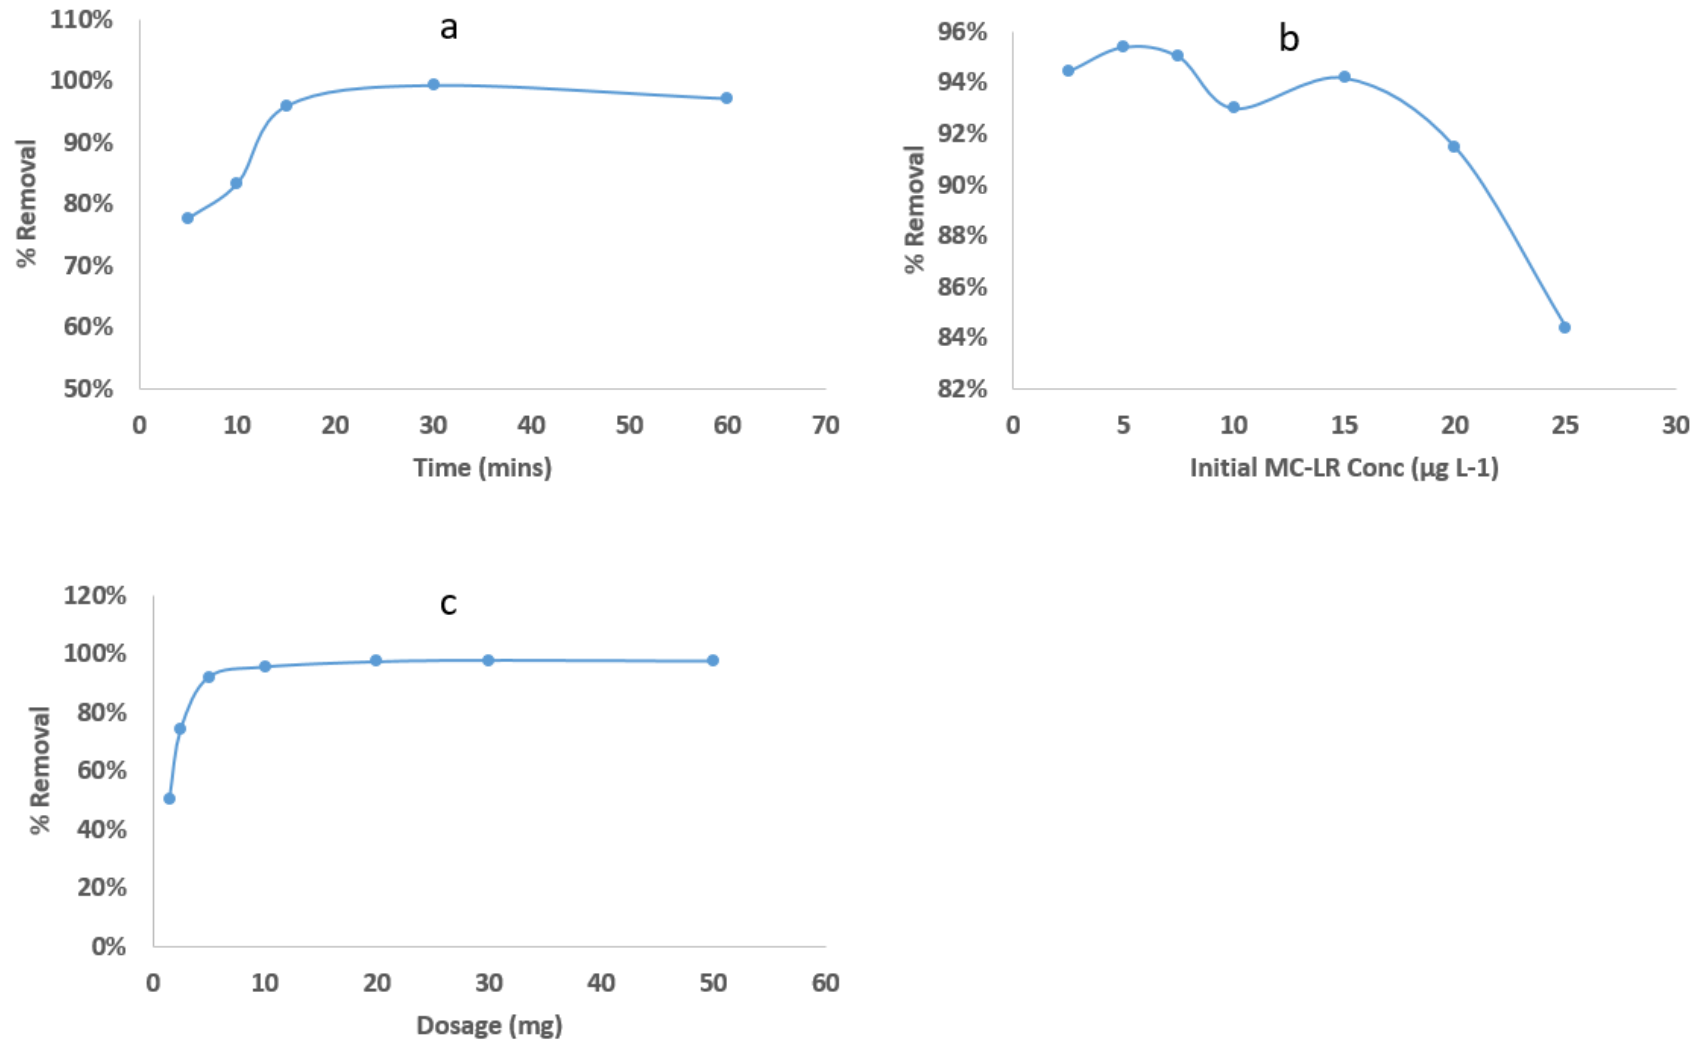 a
110%
100%
90%
80%
70%
60%
50%
% Removal
0 10 20 30 40 50 60 70
Time (mins)
b
96%
94%
92%
90%
88%
86%
84%
82%
% Removal
0 5 10 15 20 25 30
Initial MC-LR Conc (µg L-1)
c
120%
100%
80%
60%
40%
20%
0%
% Removal
0 10 20 30 40 50 60
Dosage (mg)